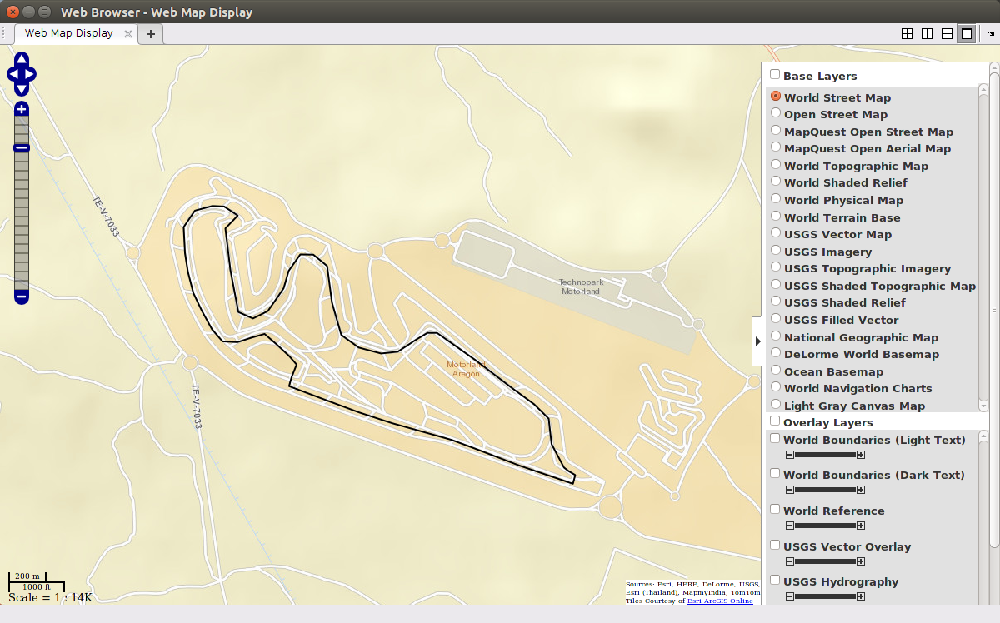 Web Browser - Web Map Display
Web Map Display
TE-V-7033
TE-V-7033
Technopark
Motorland
Motorland
Aragón
200 m
1000 ft
Scale = 1 : 14K
Sources: Esri, HERE, DeLorme, USGS,
Esri (Thailand), MapmyIndia, TomTom
Tiles Courtesy of Esri ArcGIS Online
Base Layers
World Street Map
Open Street Map
MapQuest Open Street Map
MapQuest Open Aerial Map
World Topographic Map
World Shaded Relief
World Physical Map
World Terrain Base
USGS Vector Map
USGS Imagery
USGS Topographic Imagery
USGS Shaded Topographic Map
USGS Shaded Relief
USGS Filled Vector
National Geographic Map
DeLorme World Basemap
Ocean Basemap
World Navigation Charts
Light Gray Canvas Map
Overlay Layers
World Boundaries (Light Text)
World Boundaries (Dark Text)
World Reference
USGS Vector Overlay
USGS Hydrography